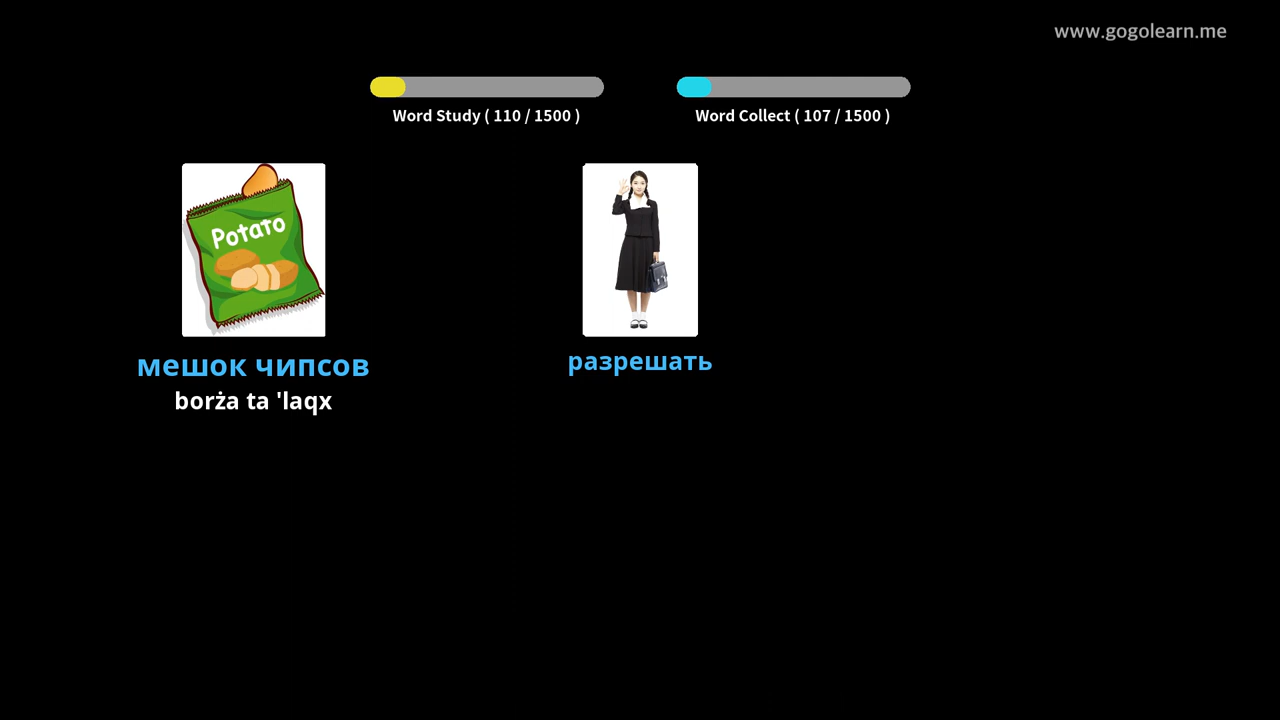 www.gogolearn.me
Word Study ( 110 / 1500 )
Word Collect ( 107 / 1500 )
Potato
мешок чипсов
borża ta 'laqx
разрешать